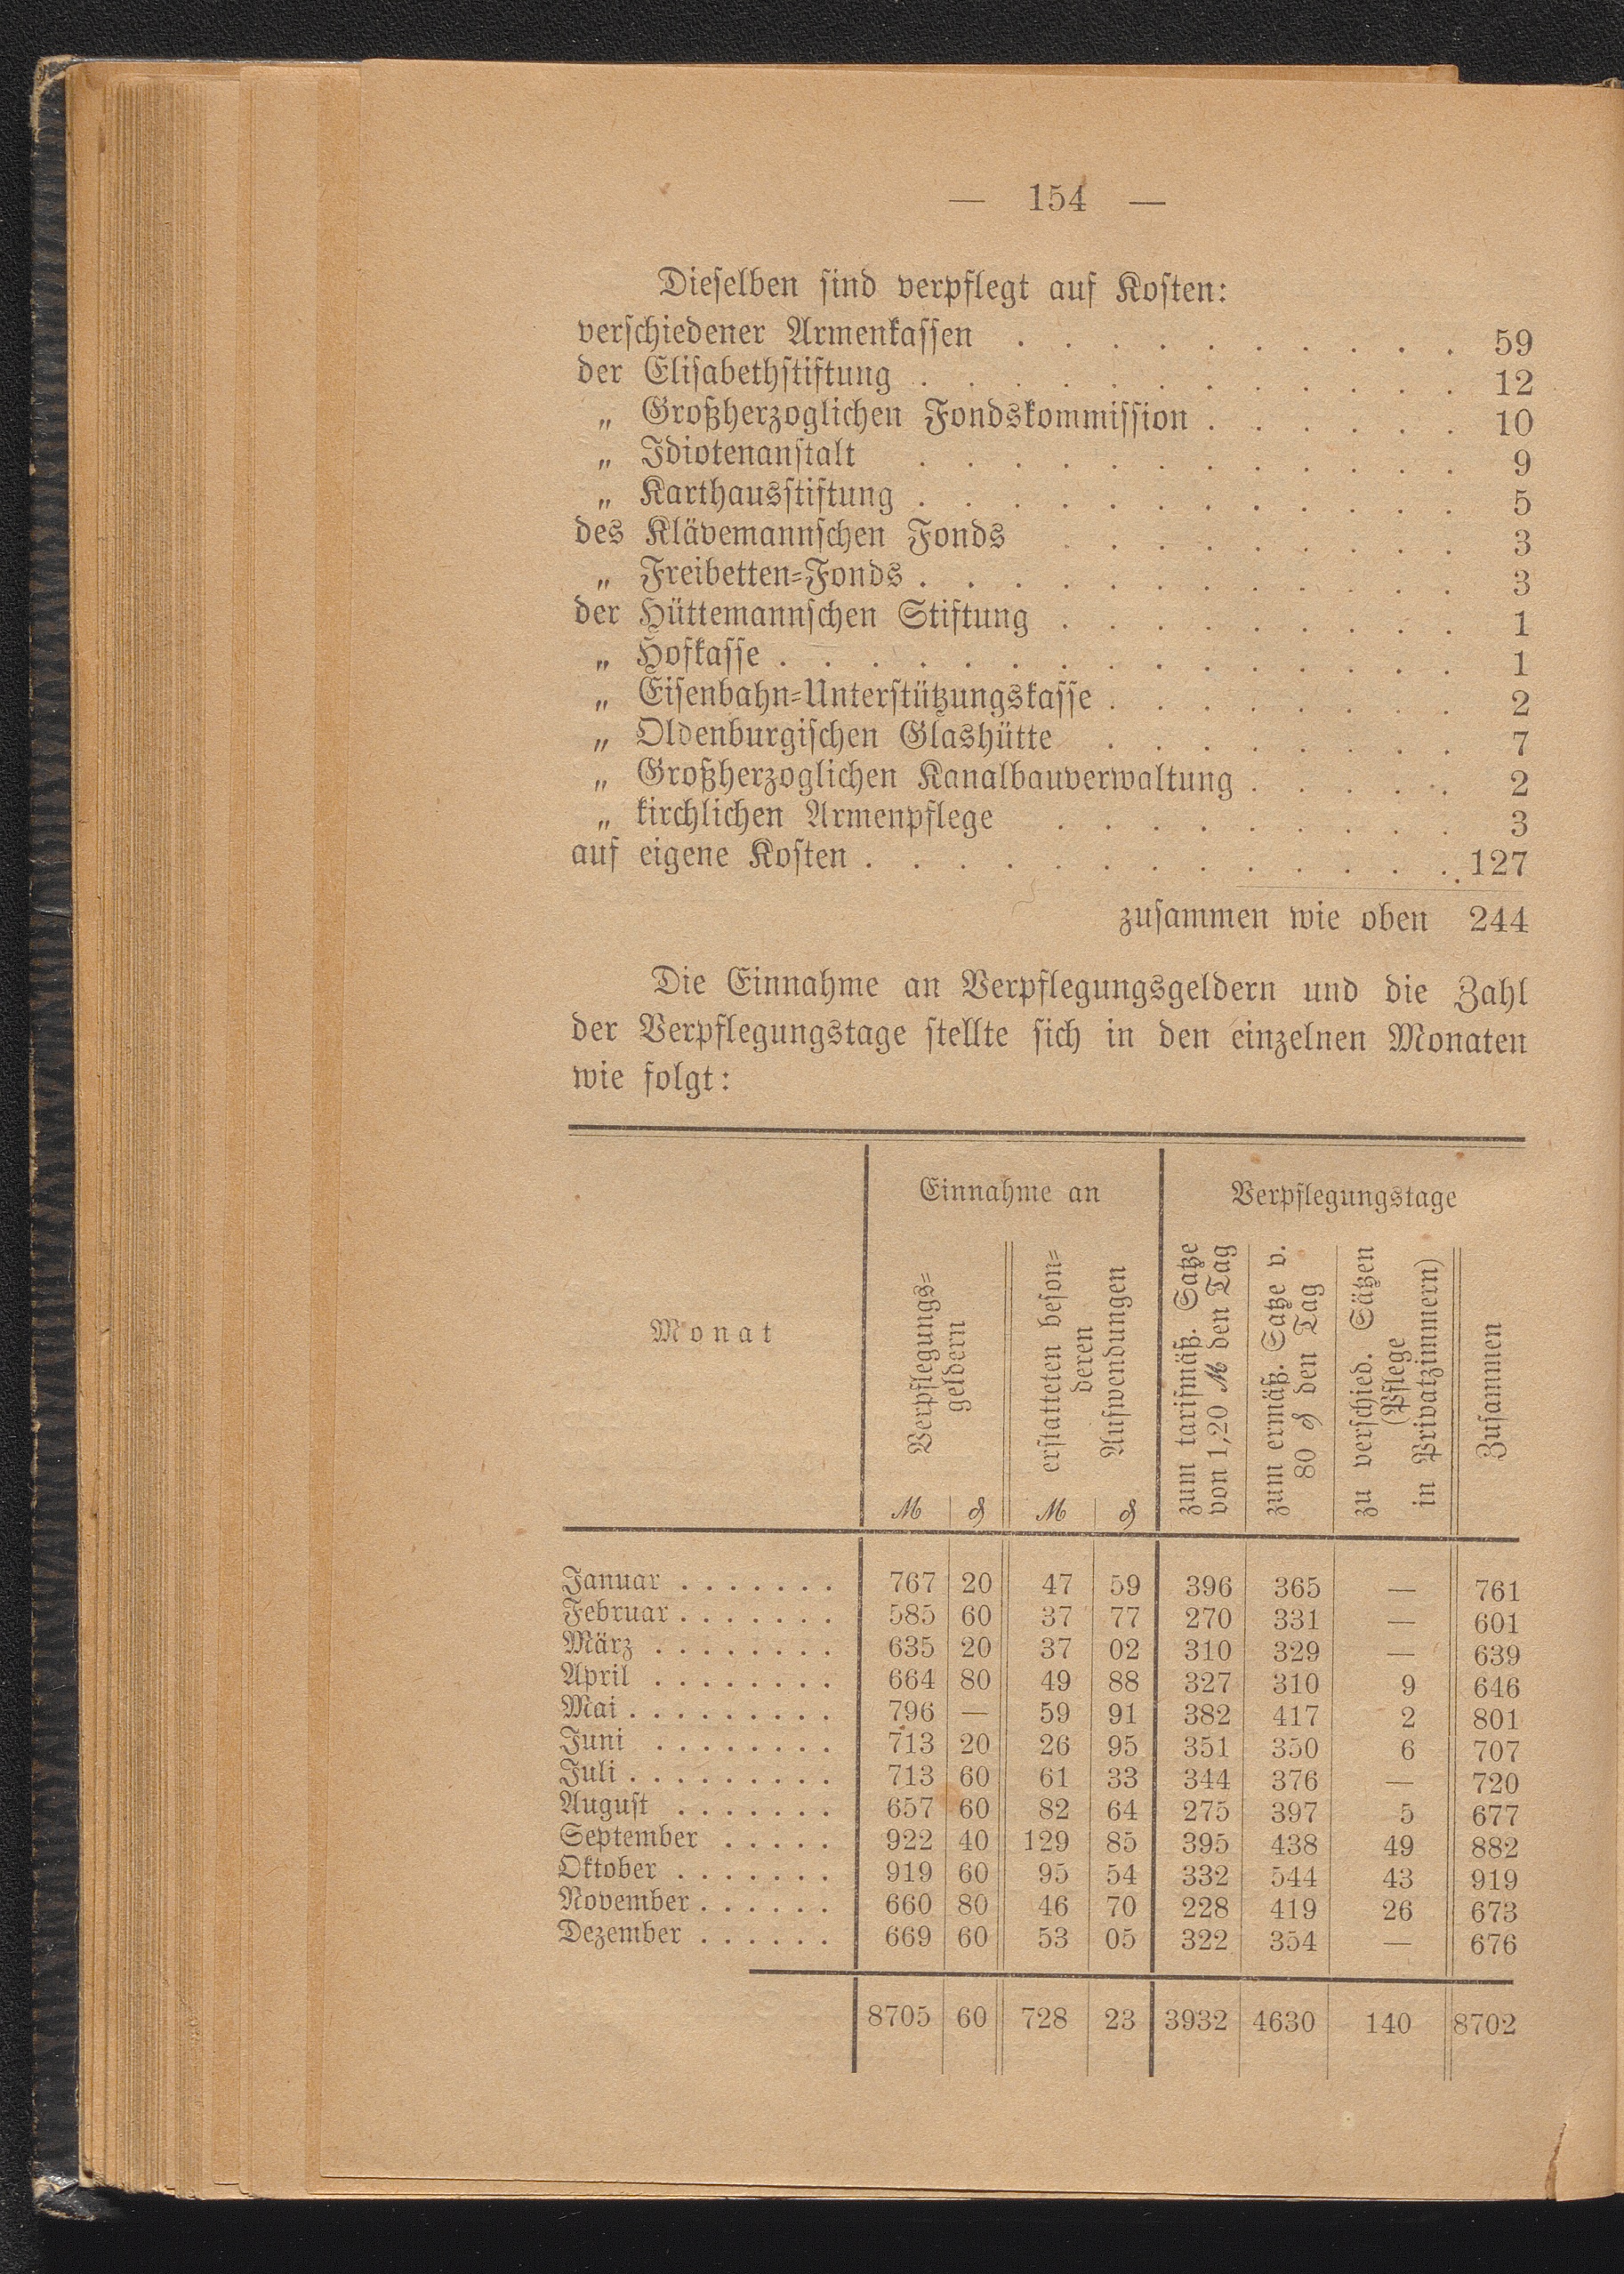 — 154 —
Dieselben sind verpflegt auf Kosten:
verschiedener Armenkassen . . . . . . . . . . 59
der Elisabethstiftung . . . . . . . . . . . . 12
„ Großherzoglichen Fondskommission . . . . . . 10
„ Idiotenanstalt . . . . . . . . . . . . 9
„ Karthausstiftung . . . . . . . . . . . . 5
des Klävemannschen Fonds . . . . . . . . . 3
„ Freibetten-Fonds . . . . . . . . . . . . 3
der Hüttemannschen Stiftung . . . . . . . . . 1
„ Hofkasse . . . . . . . . . . . . . . . 1
„ Eisenbahn-Unterstützungskasse . . . . . . . . 2
„ Oldenburgischen Glashütte . . . . . . . . 7
„ Großherzoglichen Kanalbauverwaltung . . . . . 2
„ kirchlichen Armenpflege . . . . . . . . . 3
auf eigene Kosten . . . . . . . . . . . . . 127
zusammen wie oben 244
Die Einnahme an Verpflegungsgeldern und die Zahl
der Verpflegungstage stellte sich in den einzelnen Monaten
wie folgt:
Monat
Einnahme an
Verpflegungstage
Verpflegungs-
geldern
erstatteten beson-
deren
Aufwendungen
zum tarifmäß. Satze
von 1,20 ℳ den Tag
zum ermäß. Satze v.
80 ₰ den Tag
zu verschied. Sätzen
(Pflege
in Privatzimmern)
Zusammen
ℳ ₰ ℳ ₰
Januar . . . . . . . 767 20 47 59 396 365 — 761
Februar . . . . . . . 585 60 37 77 270 331 — 601
März . . . . . . . . 635 20 37 02 310 329 — 639
April . . . . . . . . 664 80 49 88 327 310 9 646
Mai . . . . . . . . . 796 — 59 91 382 417 2 801
Juni . . . . . . . . 713 20 26 95 351 350 6 707
Juli . . . . . . . . . 713 60 61 33 344 376 — 720
August . . . . . . . 657 60 82 64 275 397 5 677
September . . . . . 922 40 129 85 395 438 49 882
Oktober . . . . . . . 919 60 95 54 332 544 43 919
November . . . . . . 660 80 46 70 228 419 26 673
Dezember . . . . . . 669 60 53 05 322 354 — 676
8705 60 728 23 3932 4630 140 8702